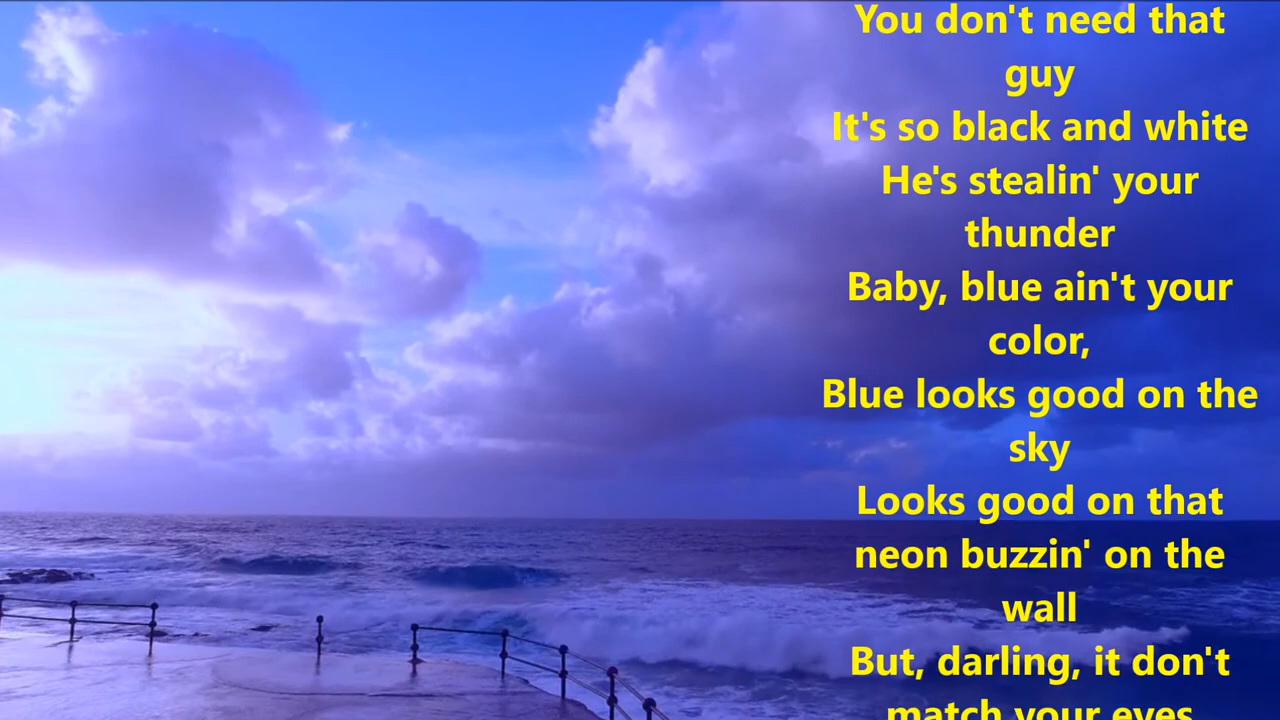 You don't need that
guy
It's so black and white
He's stealin' your
thunder
Baby, blue ain't your
color,
Blue looks good on the
sky
Looks good on that
neon buzzin' on the
wall
But, darling, it don't
match your eyes